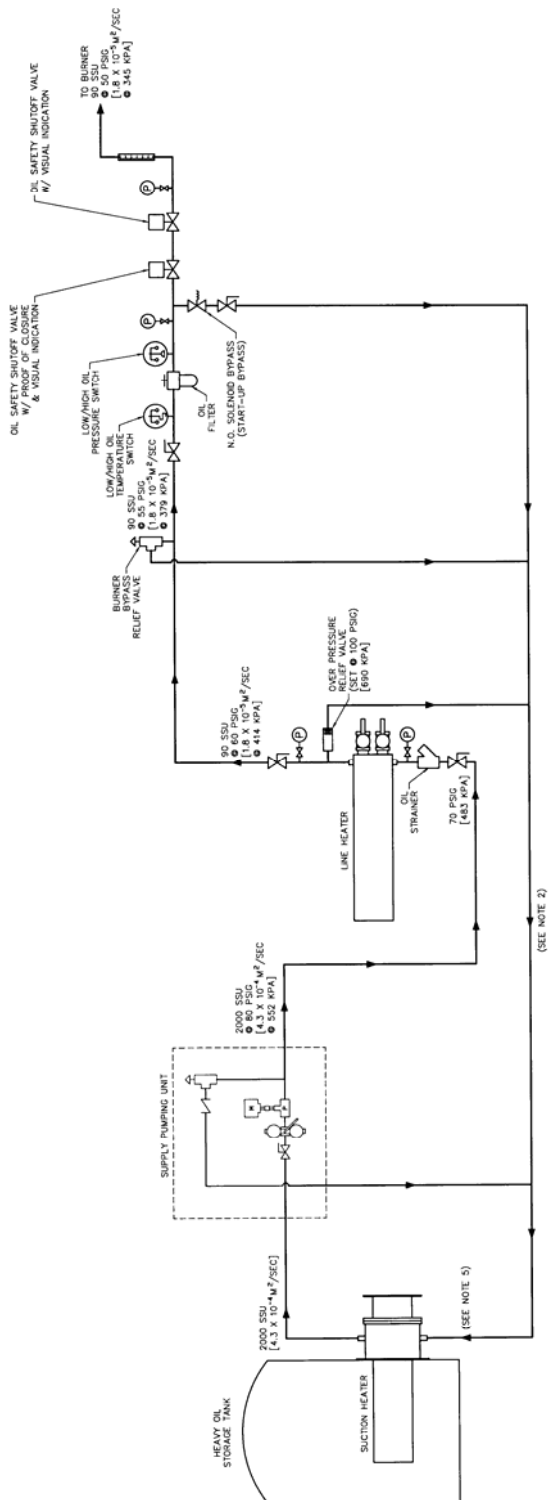 HEAVY OIL
STORAGE TANK
SUCTION HEATER
(SEE NOTE 5)
2000 SSU
[4.3 X 10⁻⁴M²/SEC]
SUPPLY PUMPING UNIT
M
P
2000 SSU
@ 80 PSIG
[4.3 X 10⁻⁴M²/SEC
@ 552 KPA]
(SEE NOTE 2)
LINE HEATER
OIL
STRAINER
70 PSIG
[483 KPA]
P
OVER PRESSURE
RELIEF VALVE
(SET @ 100 PSIG)
[690 KPA]
P
90 SSU
@ 60 PSIG
[1.8 X 10⁻⁵M²/SEC
@ 414 KPA]
BURNER
BYPASS
RELIEF VALVE
90 SSU
@ 55 PSIG
[1.8 X 10⁻⁵M²/SEC
@ 379 KPA]
LOW/HIGH OIL
TEMPERATURE
SWITCH
LOW/HIGH OIL
PRESSURE SWITCH
OIL
FILTER
N.O. SOLENOID BYPASS
(START-UP BYPASS)
P
OIL SAFETY SHUTOFF VALVE
W/ PROOF OF CLOSURE
& VISUAL INDICATION
OIL SAFETY SHUTOFF VALVE
W/ VISUAL INDICATION
P
TO BURNER
90 SSU
@ 50 PSIG
[1.8 X 10⁻⁵M²/SEC
@ 345 KPA]